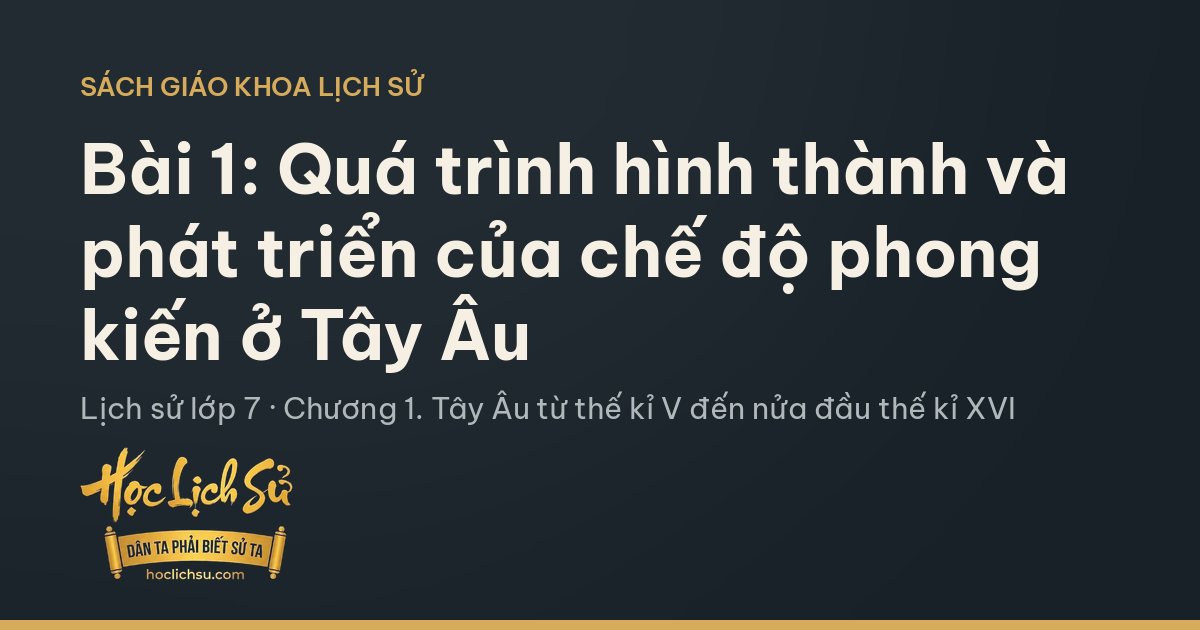 SÁCH GIÁO KHOA LỊCH SỬ
Bài 1: Quá trình hình thành và
phát triển của chế độ phong
kiến ở Tây Âu
Lịch sử lớp 7 · Chương 1. Tây Âu từ thế kỉ V đến nửa đầu thế kỉ XVI
Học Lịch Sử
DÂN TA PHẢI BIẾT SỬ TA
hoclichsu.com